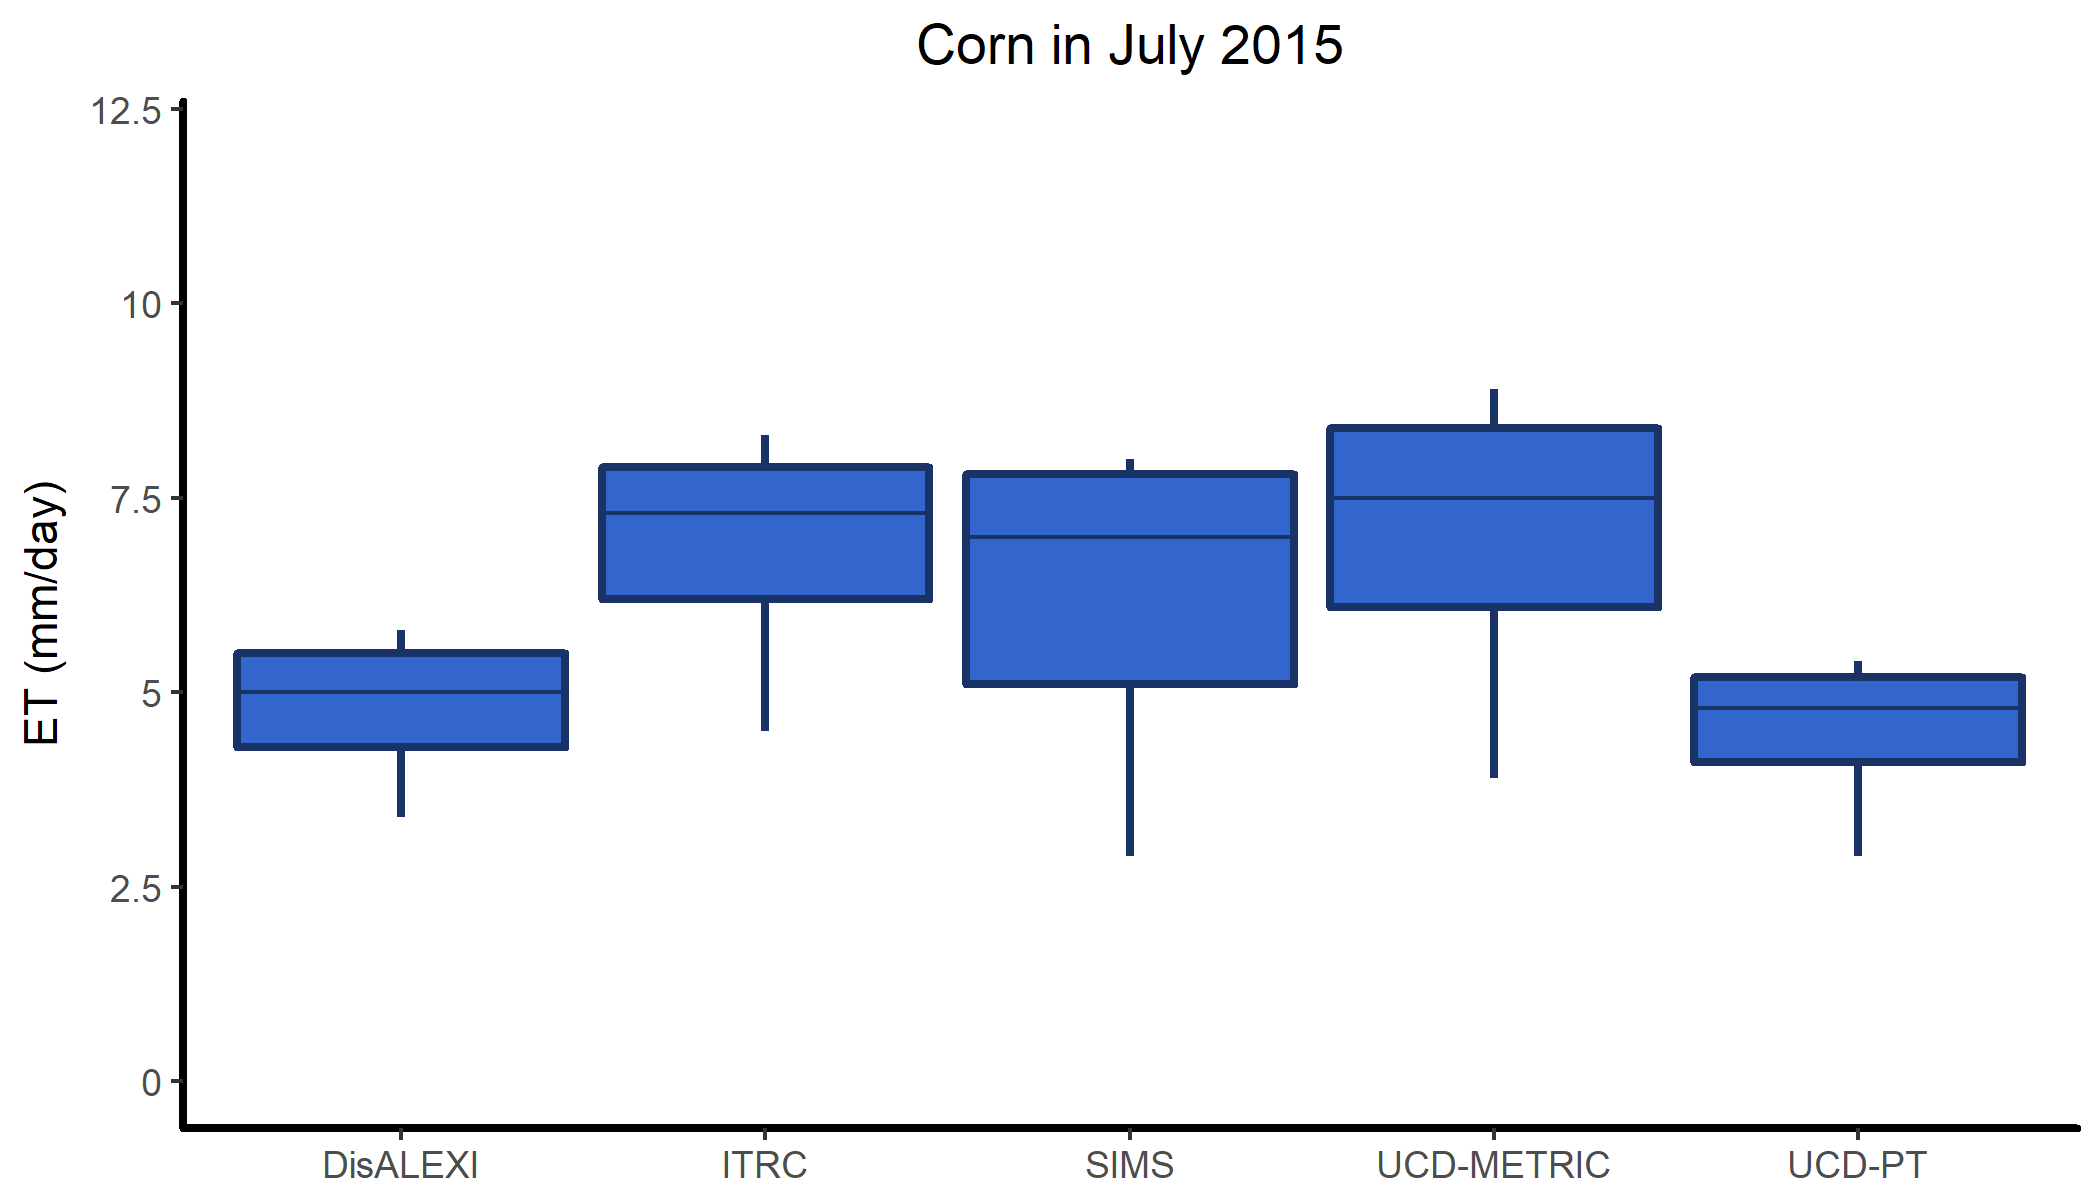 Corn in July 2015
ET (mm/day)
12.5
10
7.5
5
2.5
0
DisALEXI
ITRC
SIMS
UCD-METRIC
UCD-PT